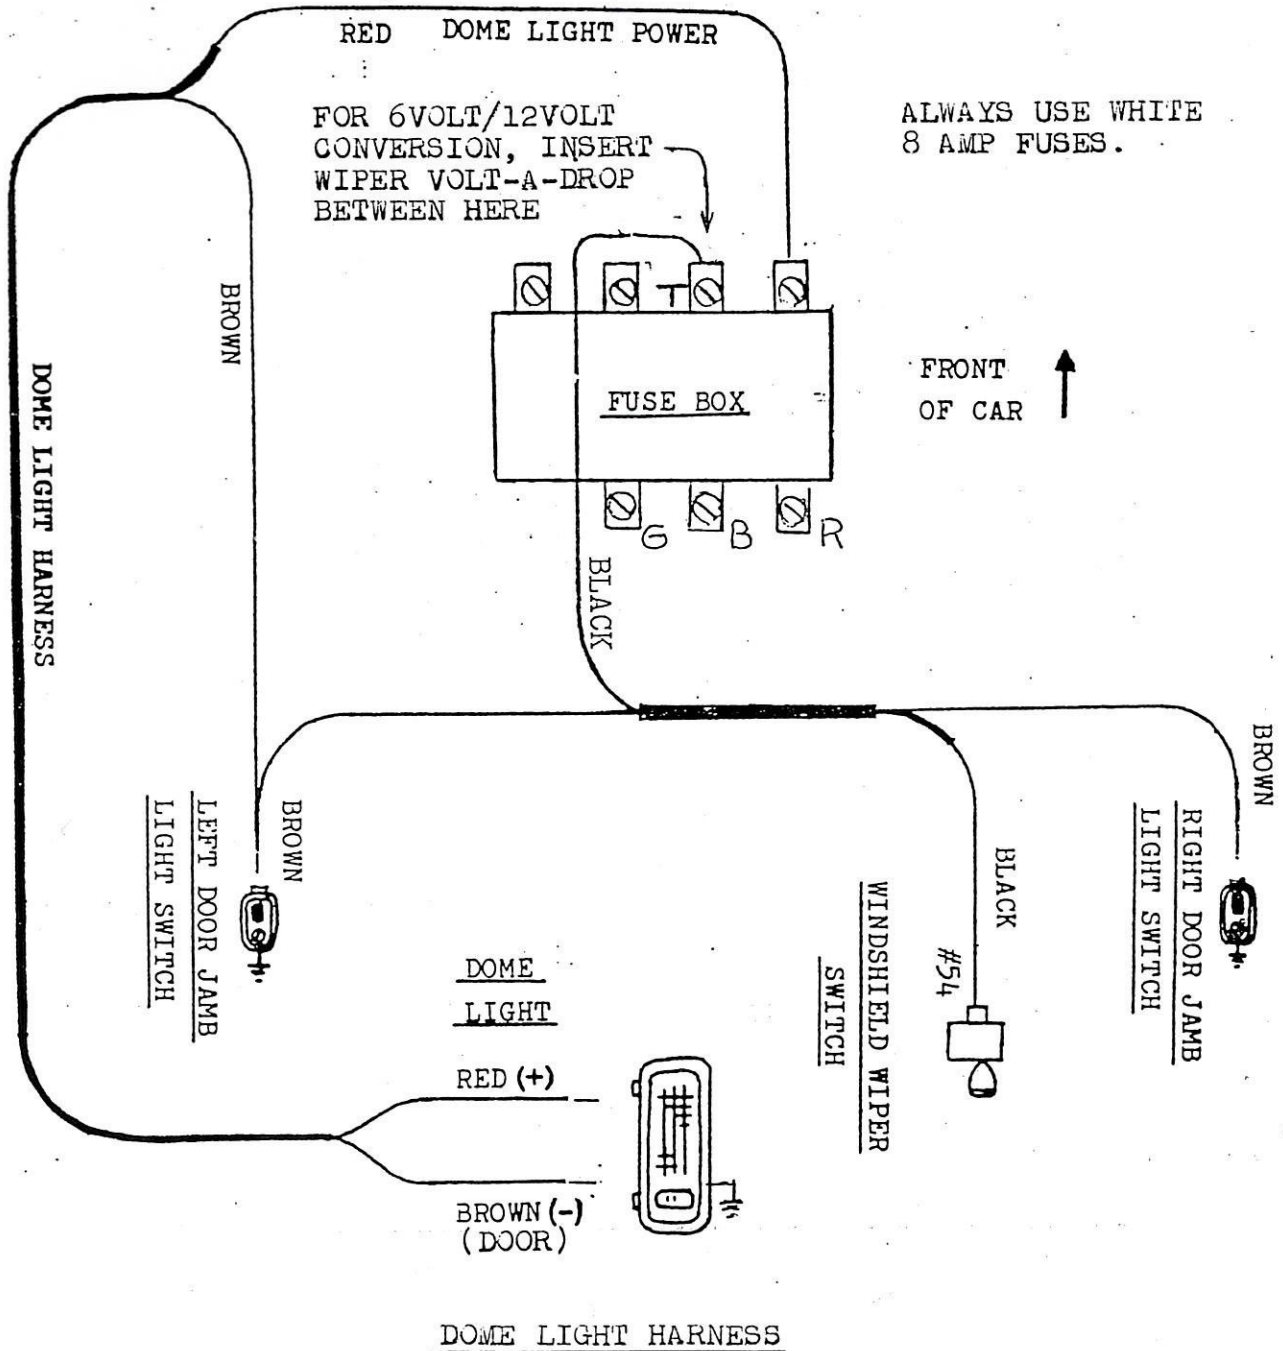 RED DOME LIGHT POWER
FOR 6VOLT/12VOLT
CONVERSION, INSERT
WIPER VOLT-A-DROP
BETWEEN HERE
ALWAYS USE WHITE
8 AMP FUSES.
BROWN
DOME LIGHT HARNESS
FUSE BOX
FRONT
OF CAR
G B R
BLACK
BROWN
BROWN
LEFT DOOR JAMB
LIGHT SWITCH
BLACK
#54
WINDSHIELD WIPER
SWITCH
RIGHT DOOR JAMB
LIGHT SWITCH
DOME
LIGHT
RED (+)
BROWN (-)
(DOOR)
DOME LIGHT HARNESS